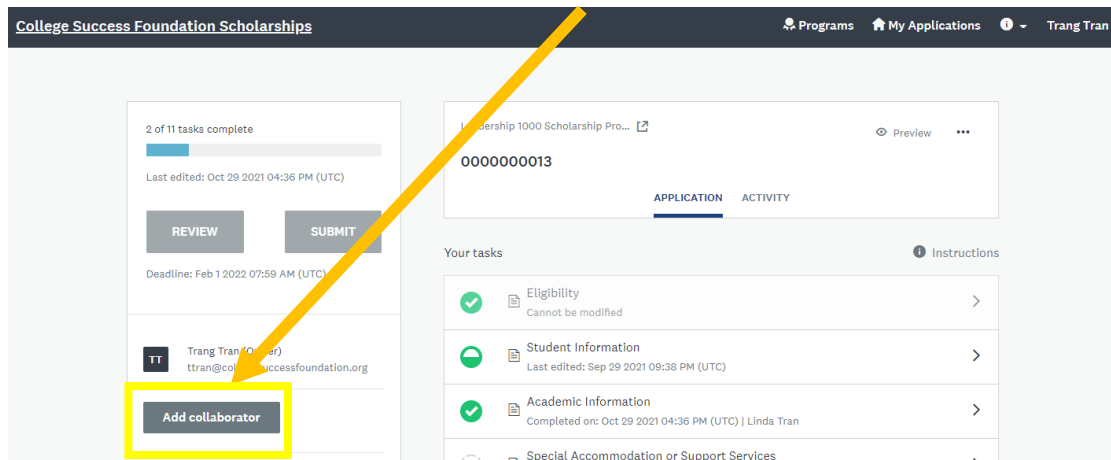 College Success Foundation Scholarships
Programs My Applications Trang Tran
2 of 11 tasks complete
Last edited: Oct 29 2021 04:36 PM (UTC)
REVIEW SUBMIT
Deadline: Feb 1 2022 07:59 AM (UTC)
TT
Trang Tran
ttran@
Add collaborator
1000 Scholarship Pro...
Preview
0000000013
APPLICATION ACTIVITY
Your tasks
Instructions
Eligibility
Cannot be modified
Student Information
Last edited: Sep 29 2021 09:38 PM (UTC)
Academic Information
Completed on: Oct 29 2021 04:36 PM (UTC) | Linda Tran
Special Accommodation or Support Services